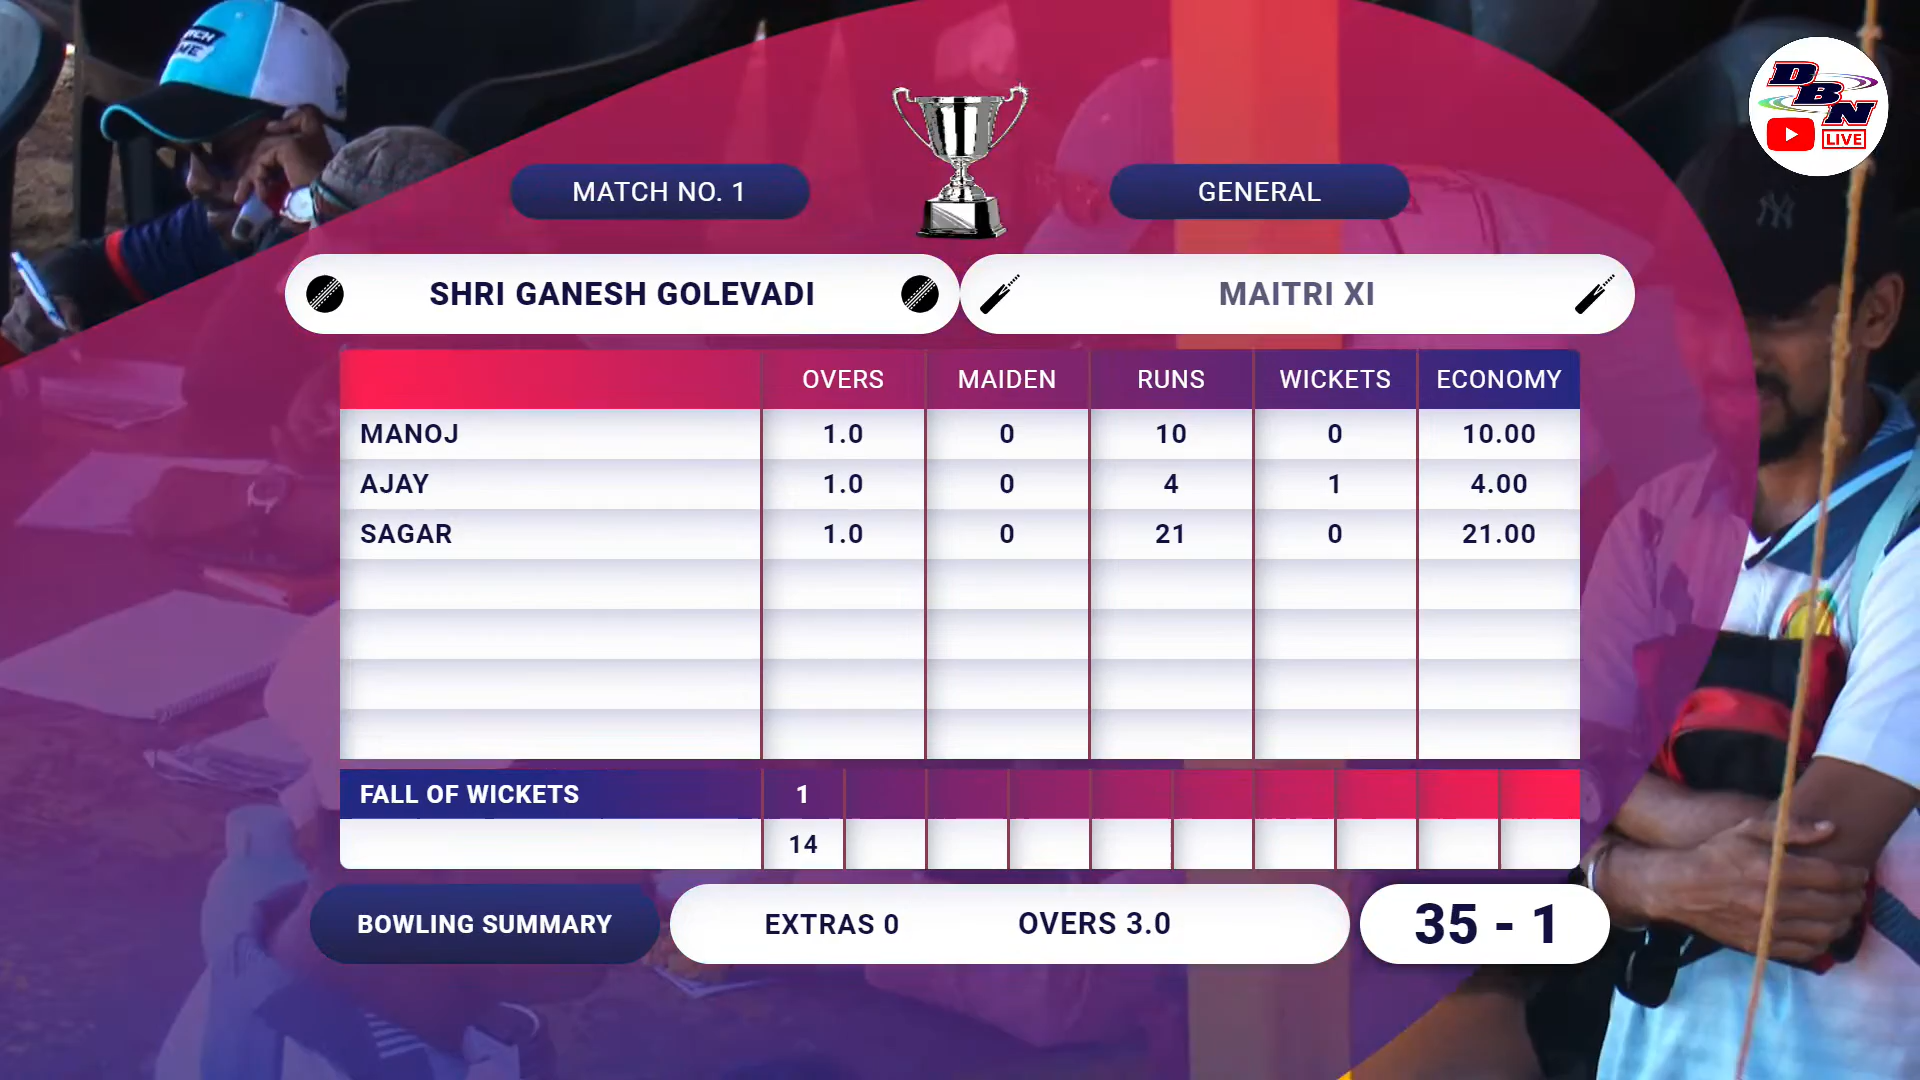 DBN
LIVE
MATCH NO. 1
GENERAL
SHRI GANESH GOLEVADI
MAITRI XI
OVERS MAIDEN RUNS WICKETS ECONOMY
MANOJ 1.0 0 10 0 10.00
AJAY 1.0 0 4 1 4.00
SAGAR 1.0 0 21 0 21.00
FALL OF WICKETS 1
14
BOWLING SUMMARY
EXTRAS 0 OVERS 3.0
35 - 1
NY